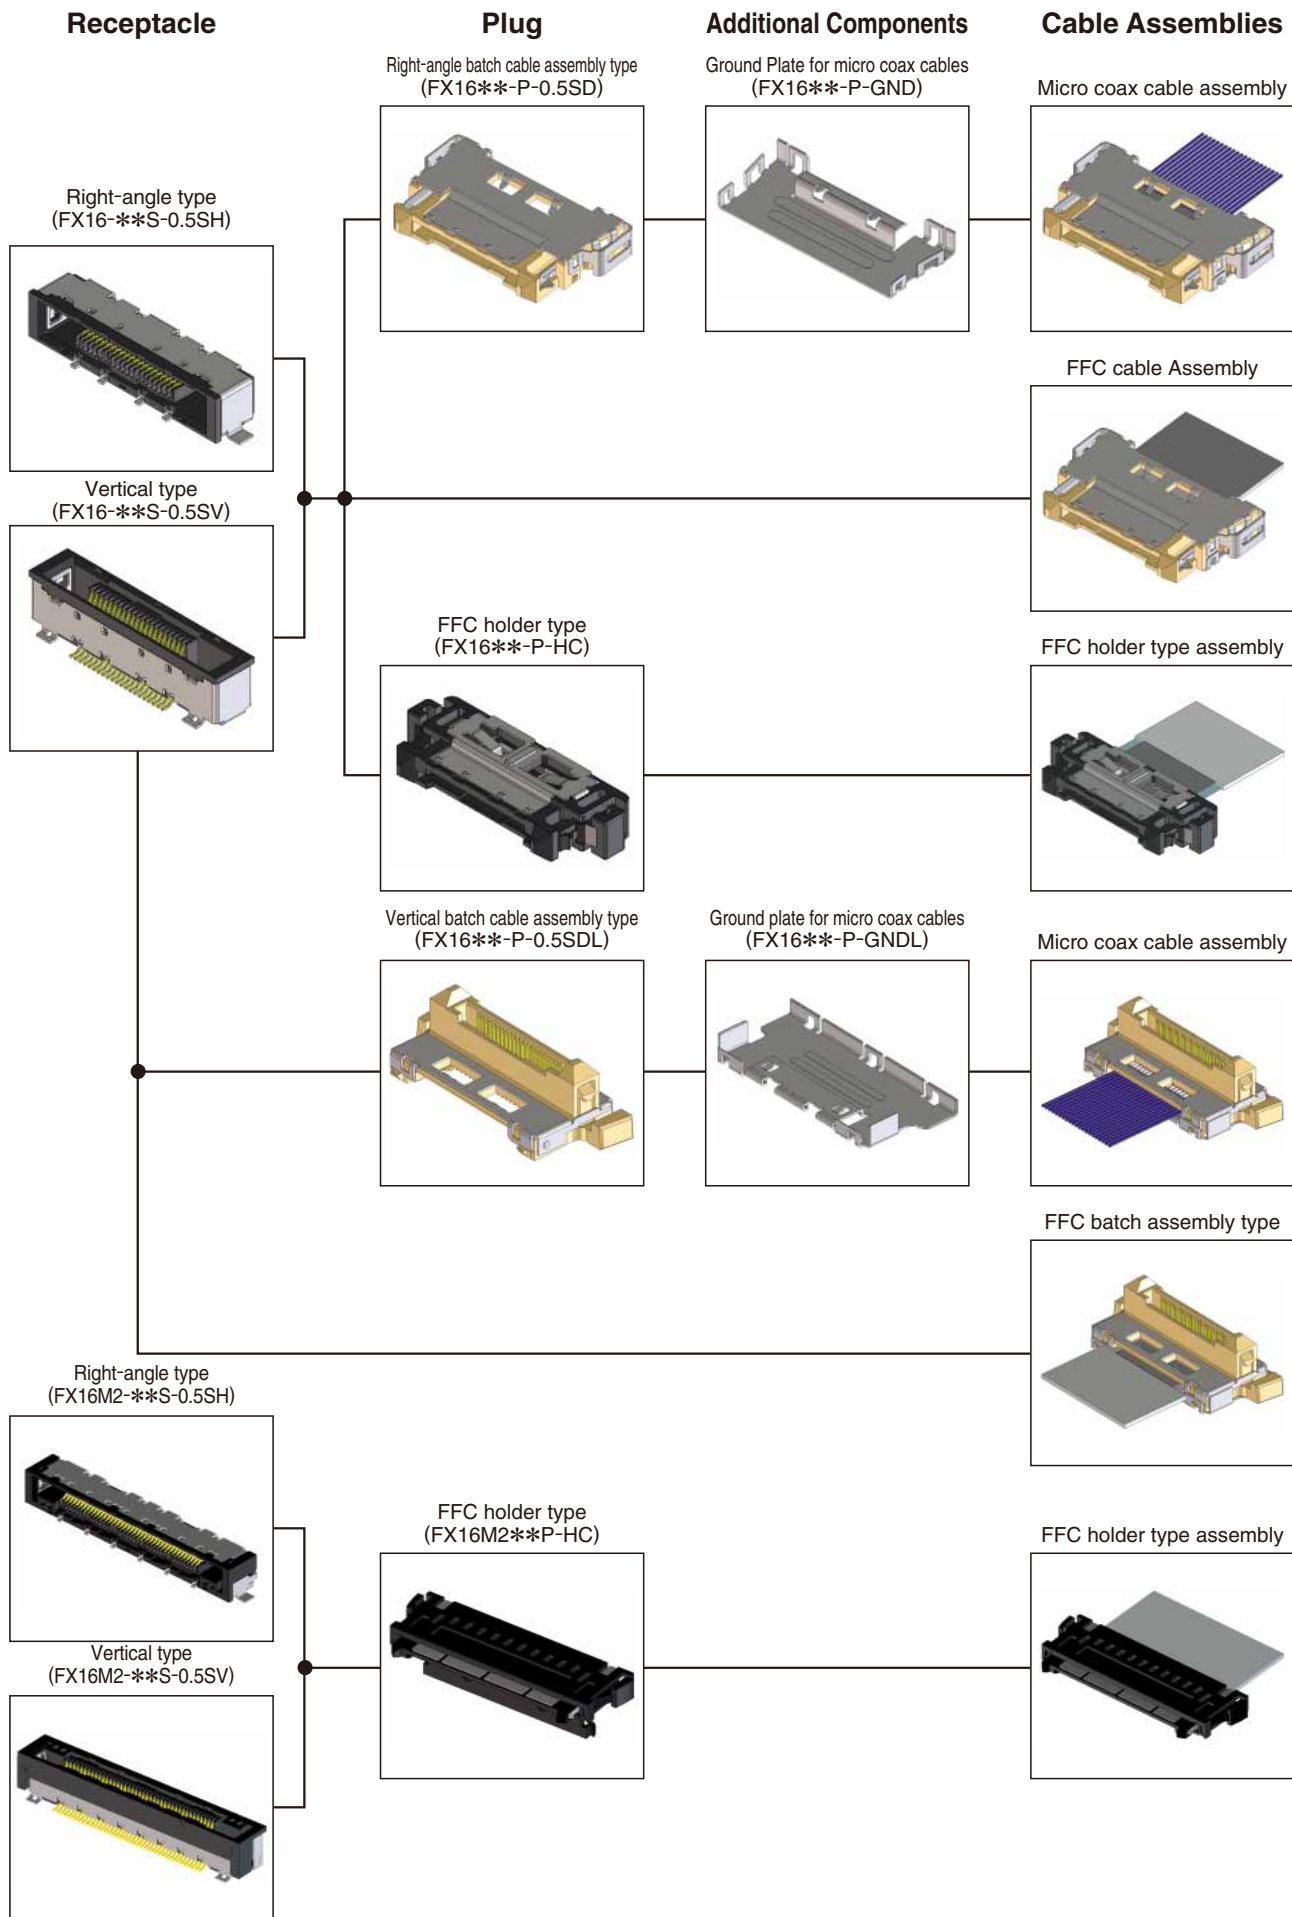 Receptacle
Plug
Additional Components
Cable Assemblies
Right-angle batch cable assembly type
(FX16**-P-0.5SD)
Ground Plate for micro coax cables
(FX16**-P-GND)
Micro coax cable assembly
Right-angle type
(FX16-**S-0.5SH)
FFC cable Assembly
Vertical type
(FX16-**S-0.5SV)
FFC holder type
(FX16**-P-HC)
FFC holder type assembly
Vertical batch cable assembly type
(FX16**-P-0.5SDL)
Ground plate for micro coax cables
(FX16**-P-GNDL)
Micro coax cable assembly
FFC batch assembly type
Right-angle type
(FX16M2-**S-0.5SH)
FFC holder type
(FX16M2**P-HC)
FFC holder type assembly
Vertical type
(FX16M2-**S-0.5SV)